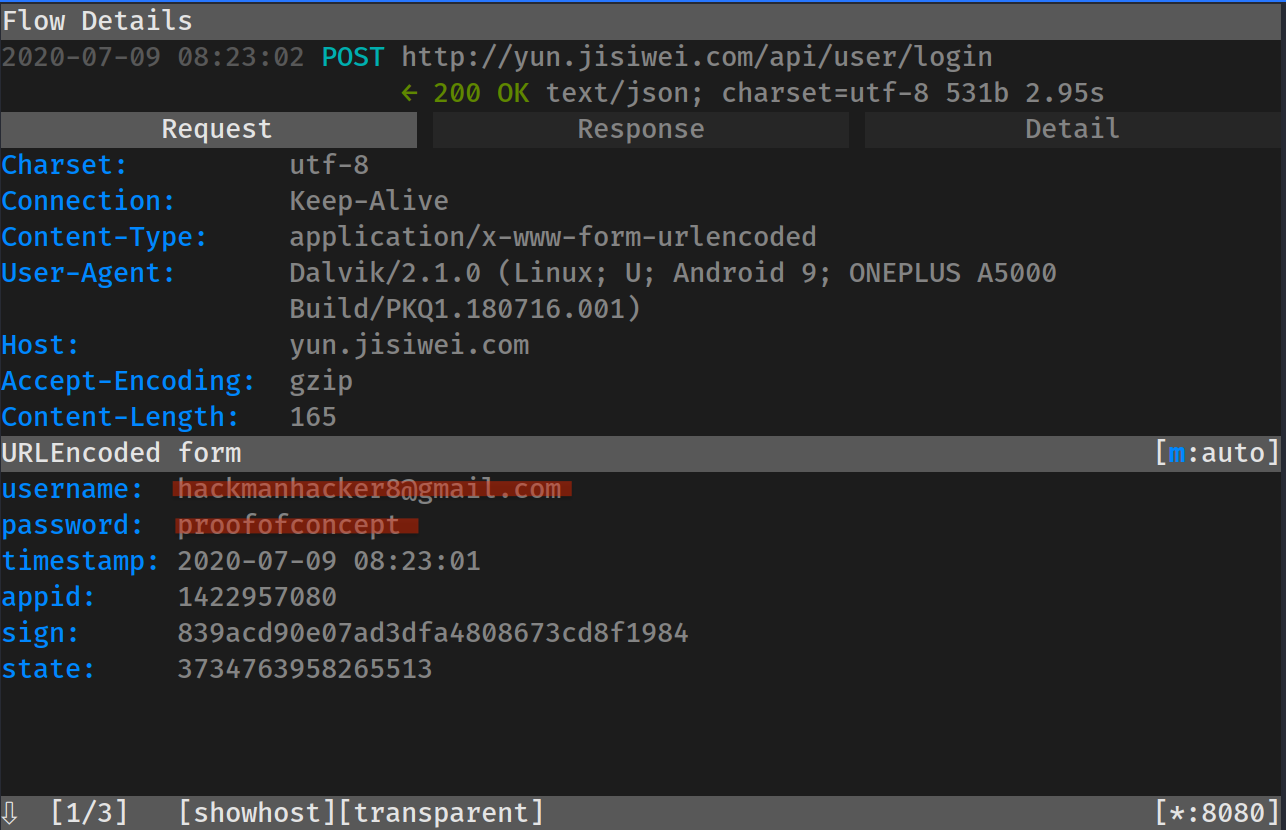 Flow Details
2020-07-09 08:23:02 POST http://yun.jisiwei.com/api/user/login
← 200 OK text/json; charset=utf-8 531b 2.95s
Request Response Detail
Charset: utf-8
Connection: Keep-Alive
Content-Type: application/x-www-form-urlencoded
User-Agent: Dalvik/2.1.0 (Linux; U; Android 9; ONEPLUS A5000
Build/PKQ1.180716.001)
Host: yun.jisiwei.com
Accept-Encoding: gzip
Content-Length: 165
URLEncoded form [m:auto]
username: hackmanhacker8@gmail.com
password: proofofconcept
timestamp: 2020-07-09 08:23:01
appid: 1422957080
sign: 839acd90e07ad3dfa4808673cd8f1984
state: 3734763958265513
⇩ [1/3] [showhost][transparent] [*:8080]